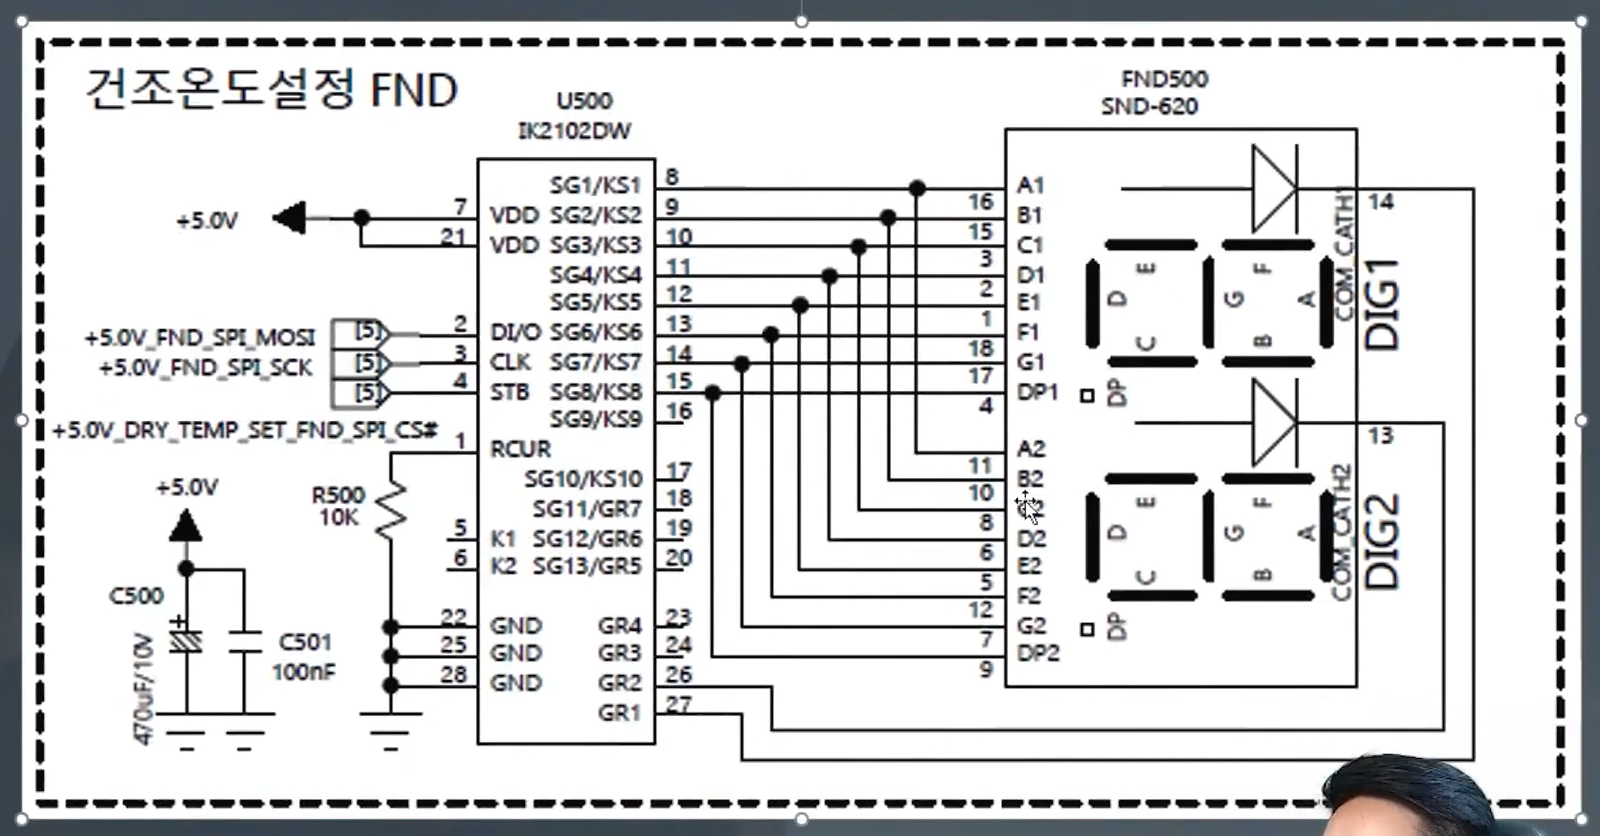 건조온도설정 FND
U500
IK2102DW
FND500
SND-620
+5.0V
7 VDD
21 VDD
+5.0V_FND_SPI_MOSI [5] 2 DI/O
+5.0V_FND_SPI_SCK [5] 3 CLK
[5] 4 STB
+5.0V_DRY_TEMP_SET_FND_SPI_CS#
1 RCUR
R500
10K
5 K1
6 K2
22 GND
25 GND
28 GND
+5.0V
C500
+
470uF/10V
C501
100nF
SG1/KS1 8
SG2/KS2 9
SG3/KS3 10
SG4/KS4 11
SG5/KS5 12
SG6/KS6 13
SG7/KS7 14
SG8/KS8 15
SG9/KS9 16
SG10/KS10 17
SG11/GR7 18
SG12/GR6 19
SG13/GR5 20
GR4 23
GR3 24
GR2 26
GR1 27
A1
16 B1
15 C1
3 D1
2 E1
1 F1
18 G1
17 DP1
4
A2
11 B2
10
8 D2
6 E2
5 F2
12 G2
7 DP2
9
14
COM_CATH1
DIG1
E F
D G A
C B
DP
13
COM_CATH2
DIG2
E F
D G A
C B
DP